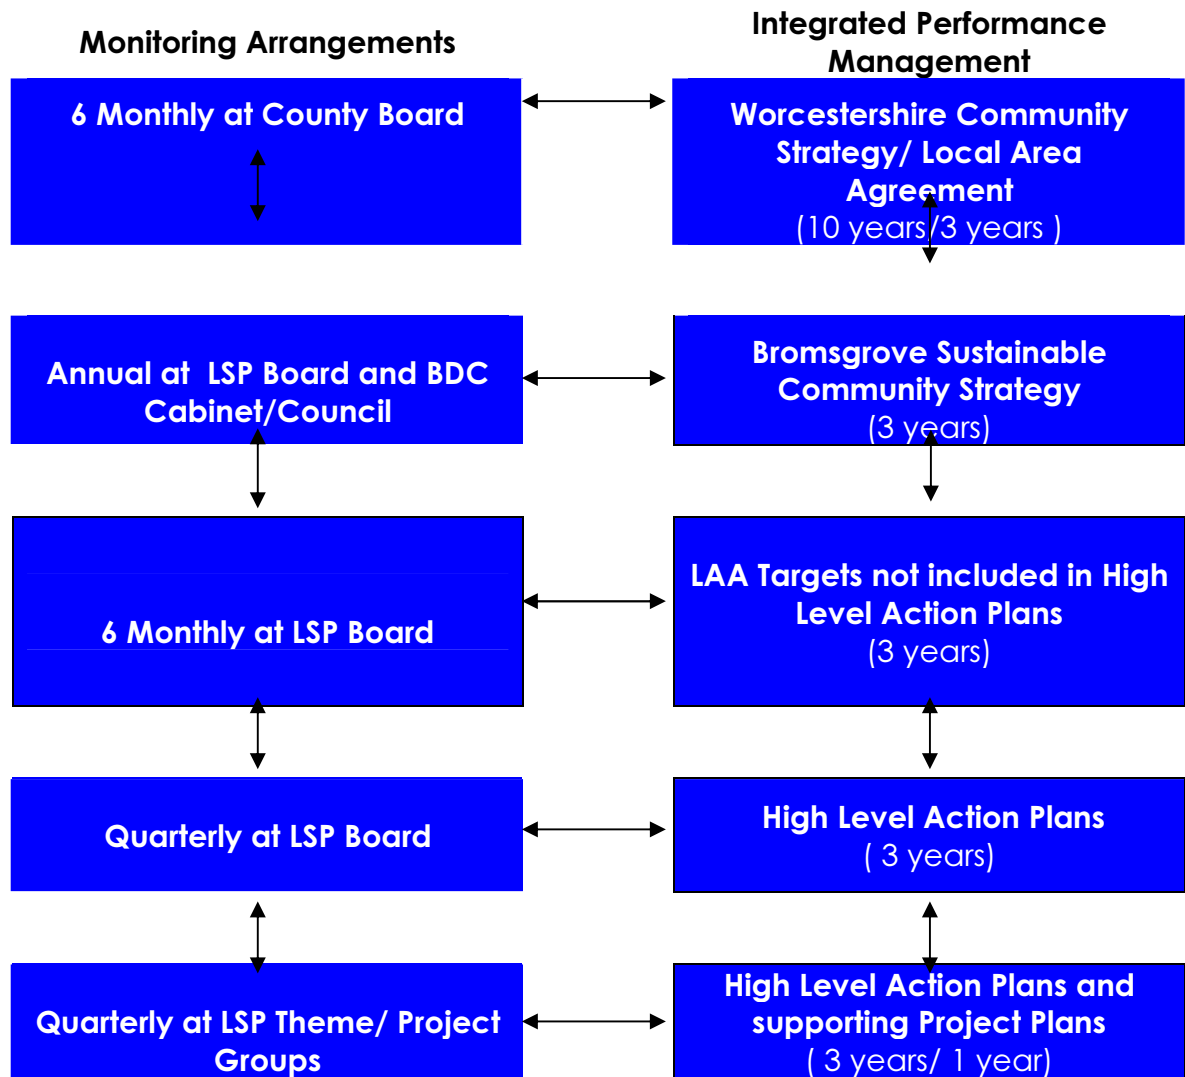 Monitoring Arrangements
Integrated Performance
Management
6 Monthly at County Board
Worcestershire Community
Strategy/ Local Area
Agreement
(10 years/3 years )
Annual at LSP Board and BDC
Cabinet/Council
Bromsgrove Sustainable
Community Strategy
(3 years)
6 Monthly at LSP Board
LAA Targets not included in High
Level Action Plans
(3 years)
Quarterly at LSP Board
High Level Action Plans
( 3 years)
Quarterly at LSP Theme/ Project
Groups
High Level Action Plans and
supporting Project Plans
( 3 years/ 1 year)